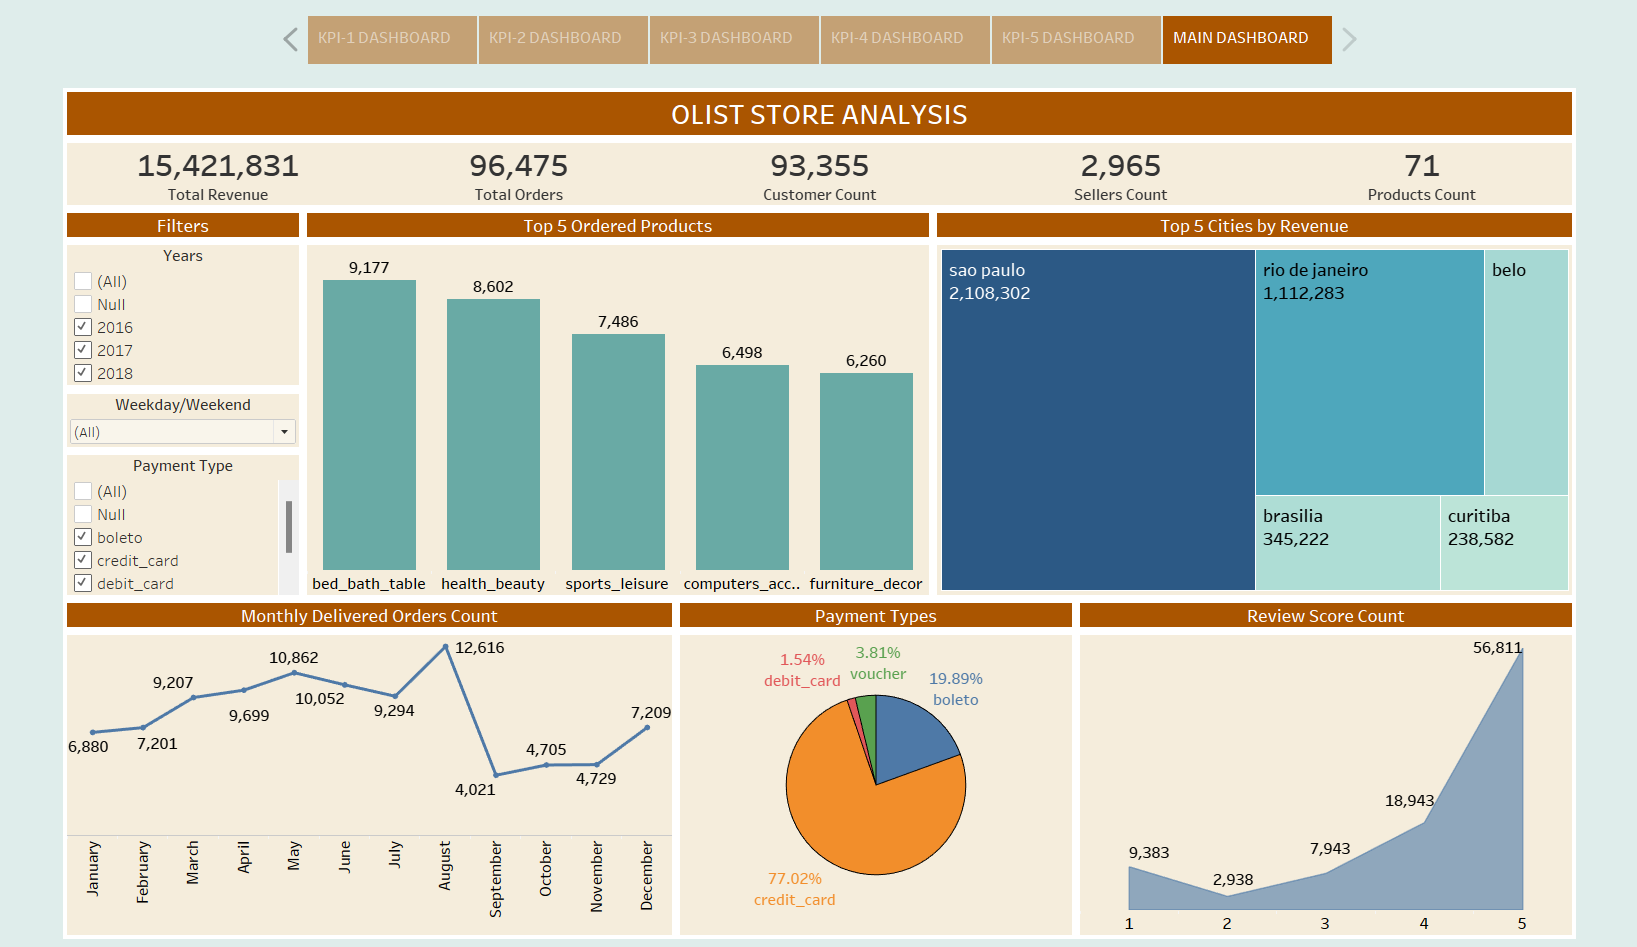 KPI-1 DASHBOARD
KPI-2 DASHBOARD
KPI-3 DASHBOARD
KPI-4 DASHBOARD
KPI-5 DASHBOARD
MAIN DASHBOARD
OLIST STORE ANALYSIS
15,421,831
Total Revenue
96,475
Total Orders
93,355
Customer Count
2,965
Sellers Count
71
Products Count
Filters
Years
(All)
Null
2016
2017
2018
Weekday/Weekend
(All)
Payment Type
(All)
Null
boleto
credit_card
debit_card
Top 5 Ordered Products
9,177
8,602
7,486
6,498
6,260
bed_bath_table
health_beauty
sports_leisure
computers_acc..
furniture_decor
Top 5 Cities by Revenue
sao paulo
2,108,302
rio de janeiro
1,112,283
belo
brasilia
345,222
curitiba
238,582
Monthly Delivered Orders Count
6,880
7,201
9,207
9,699
10,862
10,052
9,294
12,616
4,021
4,705
4,729
7,209
January
February
March
April
May
June
July
August
September
October
November
December
Payment Types
1.54%
debit_card
3.81%
voucher
19.89%
boleto
77.02%
credit_card
Review Score Count
9,383
2,938
7,943
18,943
56,811
1
2
3
4
5